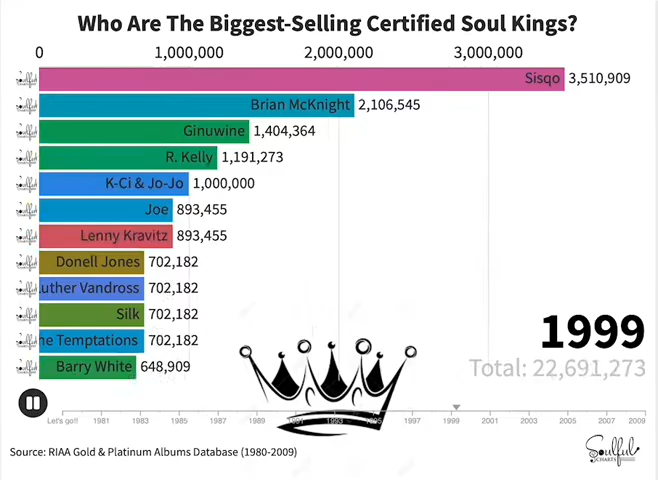 Who Are The Biggest-Selling Certified Soul Kings?
0 1,000,000 2,000,000 3,000,000
Sisqo 3,510,909
Brian McKnight 2,106,545
Ginuwine 1,404,364
R. Kelly 1,191,273
K-Ci & Jo-Jo 1,000,000
Joe 893,455
Lenny Kravitz 893,455
Donell Jones 702,182
uther Vandross 702,182
Silk 702,182
he Temptations 702,182
Barry White 648,909
1999
Total: 22,691,273
Let's go!! 1981 1983 1985 1987 1989 1991 1993 1995 1997 1999 2001 2003 2005 2007 2009
Source: RIAA Gold & Platinum Albums Database (1980-2009)
Soulful
CHARTS